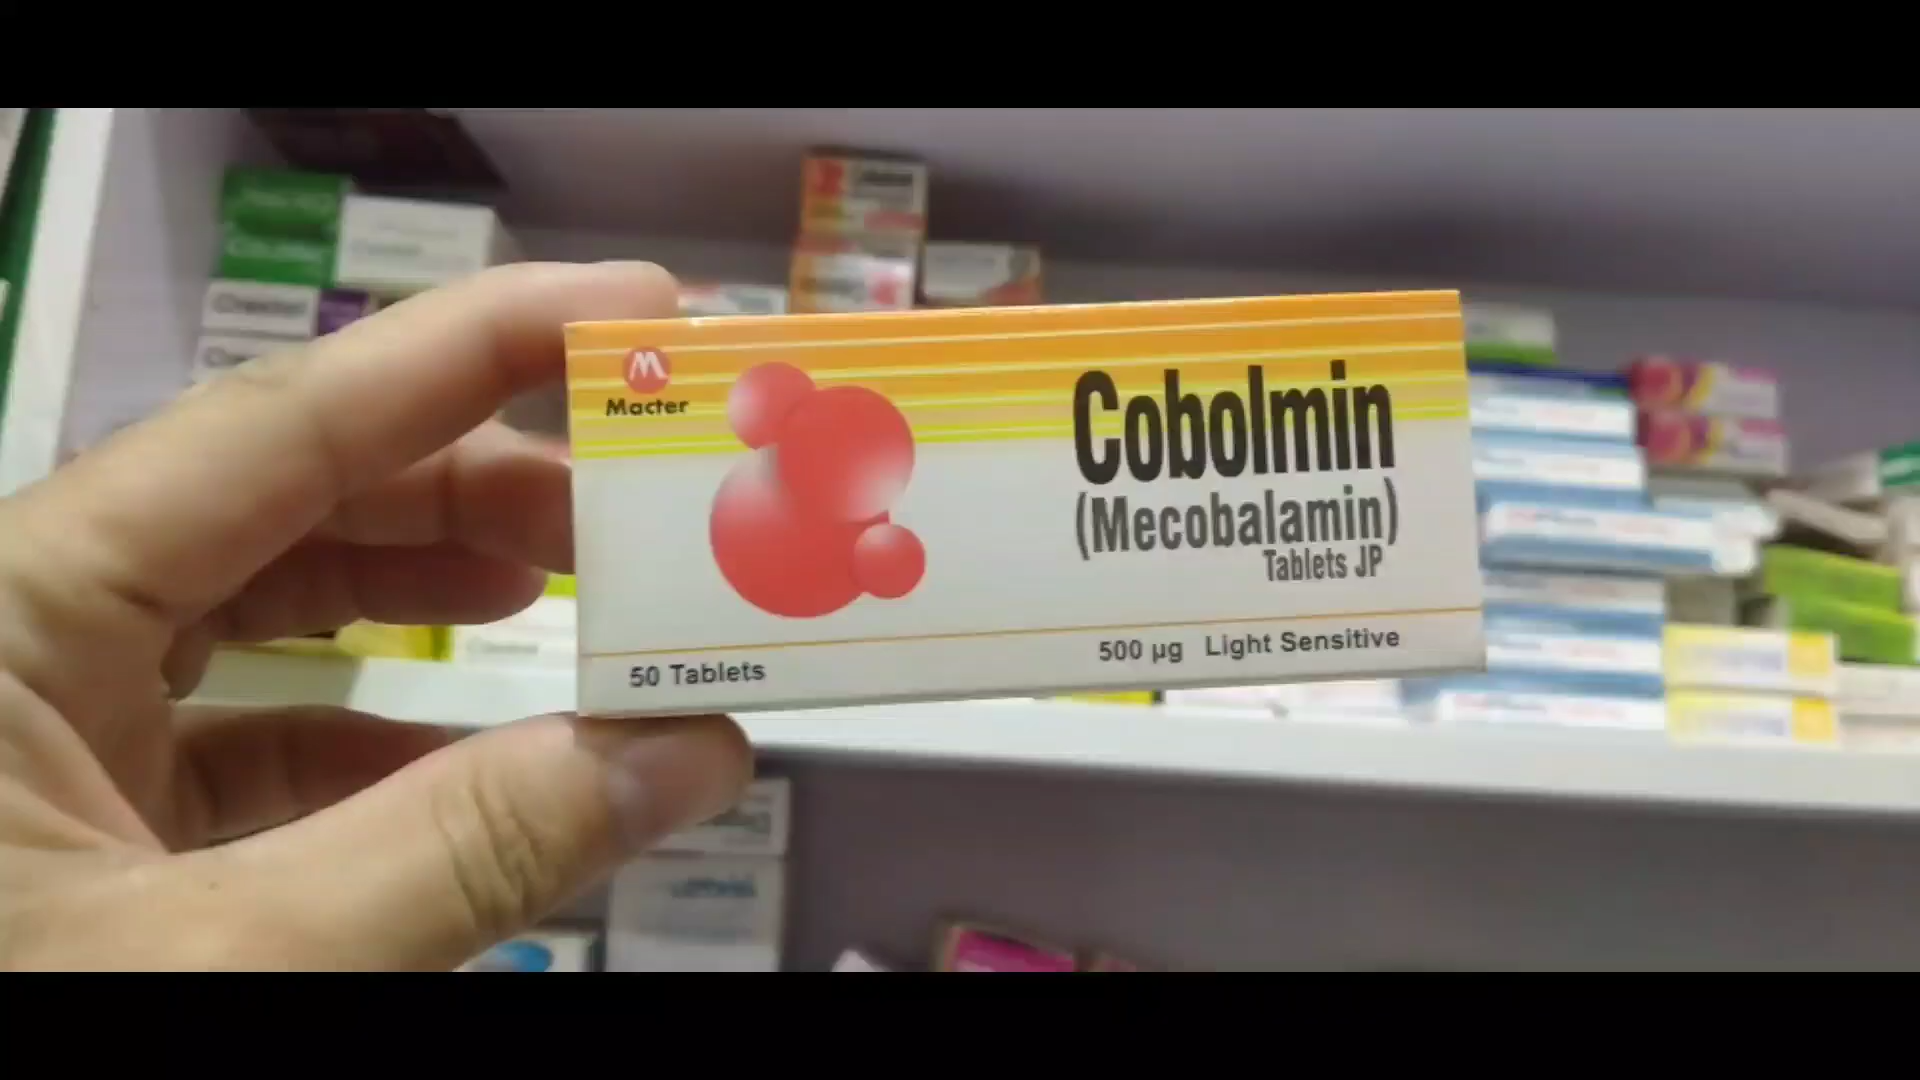 Macter
Cobolmin
(Mecobalamin)
Tablets JP
50 Tablets
500 µg Light Sensitive